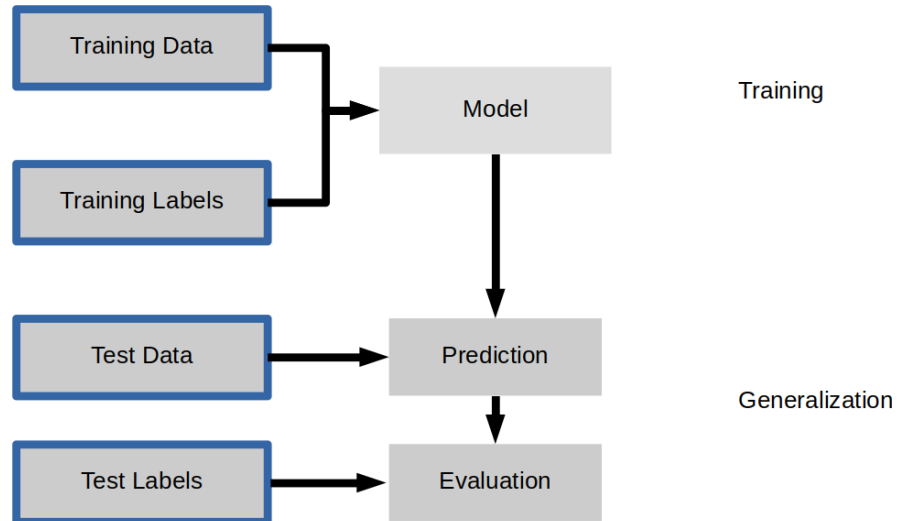 Training Data
Model
Training
Training Labels
Test Data
Prediction
Generalization
Test Labels
Evaluation